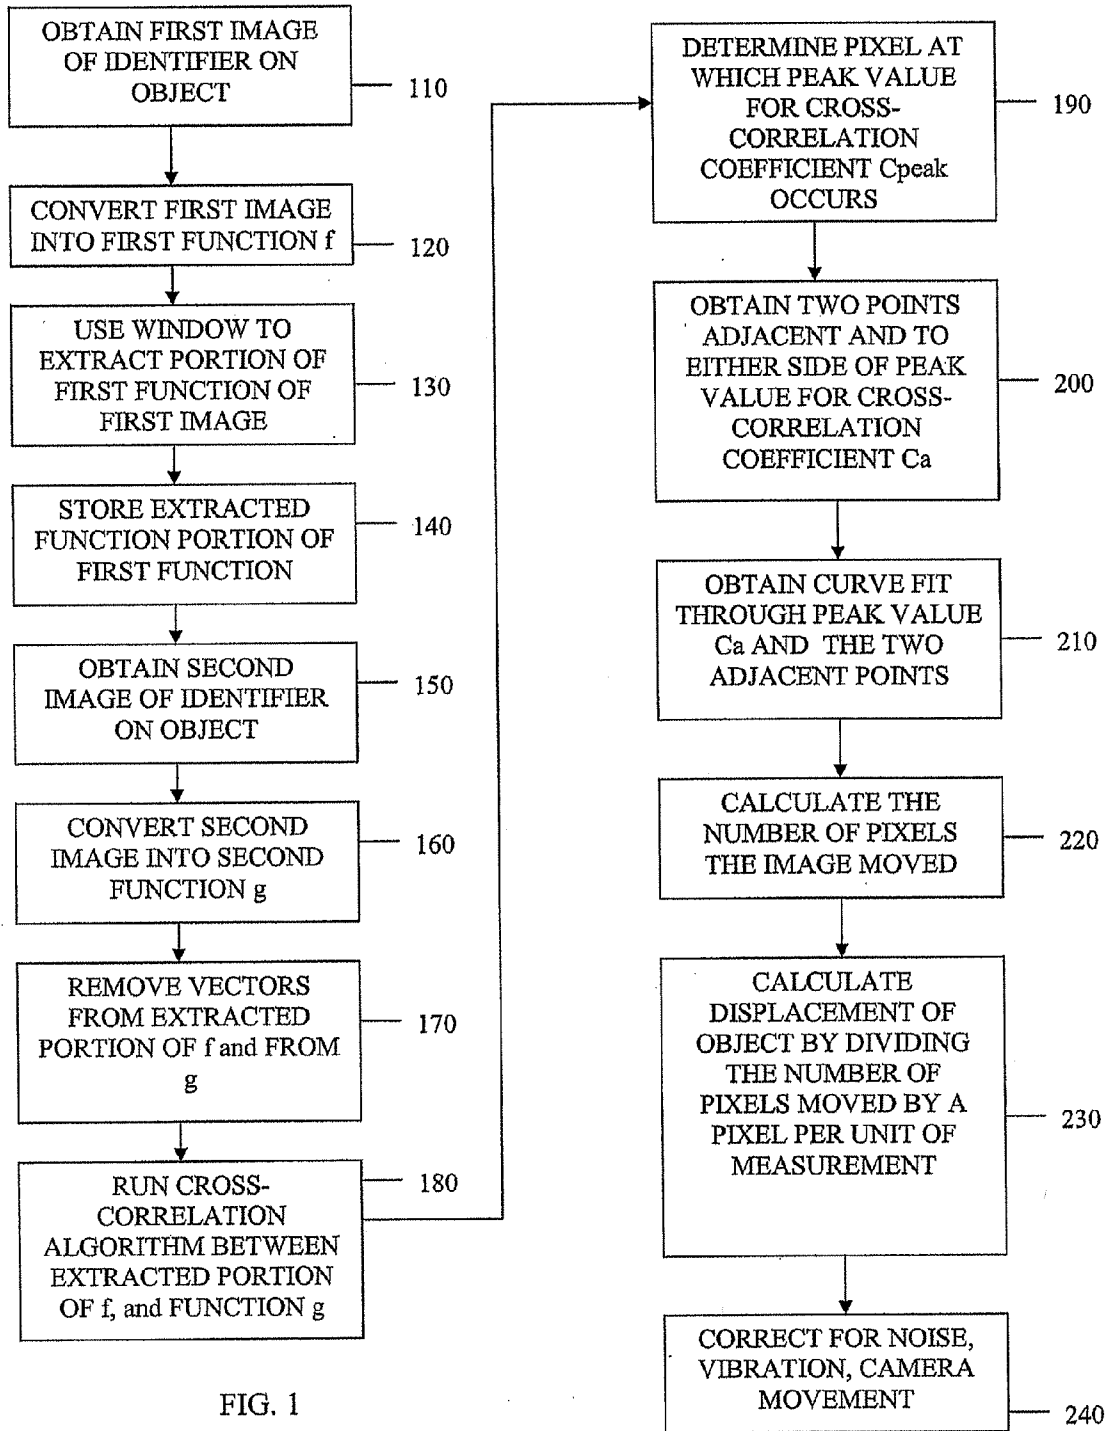 OBTAIN FIRST IMAGE
OF IDENTIFIER ON
OBJECT
110
CONVERT FIRST IMAGE
INTO FIRST FUNCTION f
120
USE WINDOW TO
EXTRACT PORTION OF
FIRST FUNCTION OF
FIRST IMAGE
130
STORE EXTRACTED
FUNCTION PORTION OF
FIRST FUNCTION
140
OBTAIN SECOND
IMAGE OF IDENTIFIER
ON OBJECT
150
CONVERT SECOND
IMAGE INTO SECOND
FUNCTION g
160
REMOVE VECTORS
FROM EXTRACTED
PORTION OF f and FROM
g
170
RUN CROSS-
CORRELATION
ALGORITHM BETWEEN
EXTRACTED PORTION
OF f, and FUNCTION g
180
DETERMINE PIXEL AT
WHICH PEAK VALUE
FOR CROSS-
CORRELATION
COEFFICIENT Cpeak
OCCURS
190
OBTAIN TWO POINTS
ADJACENT AND TO
EITHER SIDE OF PEAK
VALUE FOR CROSS-
CORRELATION
COEFFICIENT Ca
200
OBTAIN CURVE FIT
THROUGH PEAK VALUE
Ca AND THE TWO
ADJACENT POINTS
210
CALCULATE THE
NUMBER OF PIXELS
THE IMAGE MOVED
220
CALCULATE
DISPLACEMENT OF
OBJECT BY DIVIDING
THE NUMBER OF
PIXELS MOVED BY A
PIXEL PER UNIT OF
MEASUREMENT
230
CORRECT FOR NOISE,
VIBRATION, CAMERA
MOVEMENT
240
FIG. 1